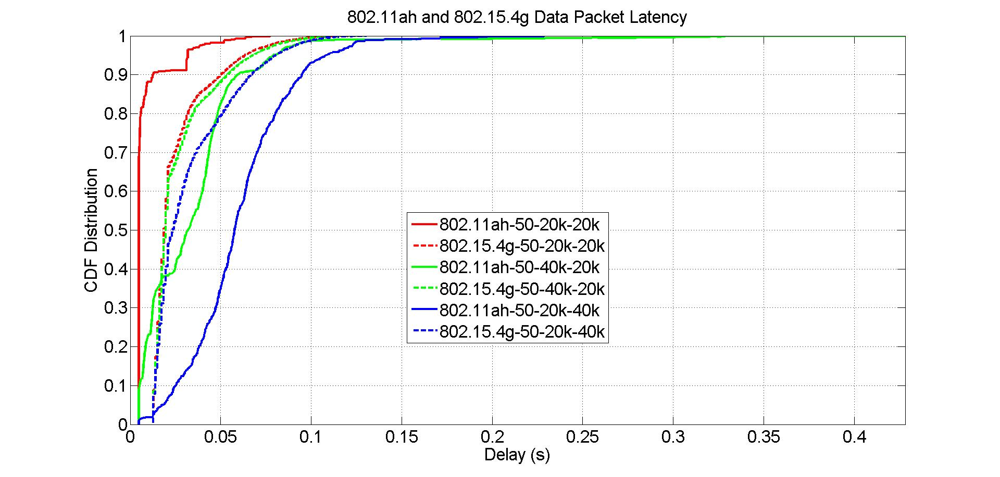 802.11ah and 802.15.4g Data Packet Latency
1
0.9
0.8
0.7
0.6
0.5
0.4
0.3
0.2
0.1
0
CDF Distribution
802.11ah-50-20k-20k
802.15.4g-50-20k-20k
802.11ah-50-40k-20k
802.15.4g-50-40k-20k
802.11ah-50-20k-40k
802.15.4g-50-20k-40k
0 0.05 0.1 0.15 0.2 0.25 0.3 0.35 0.4
Delay (s)